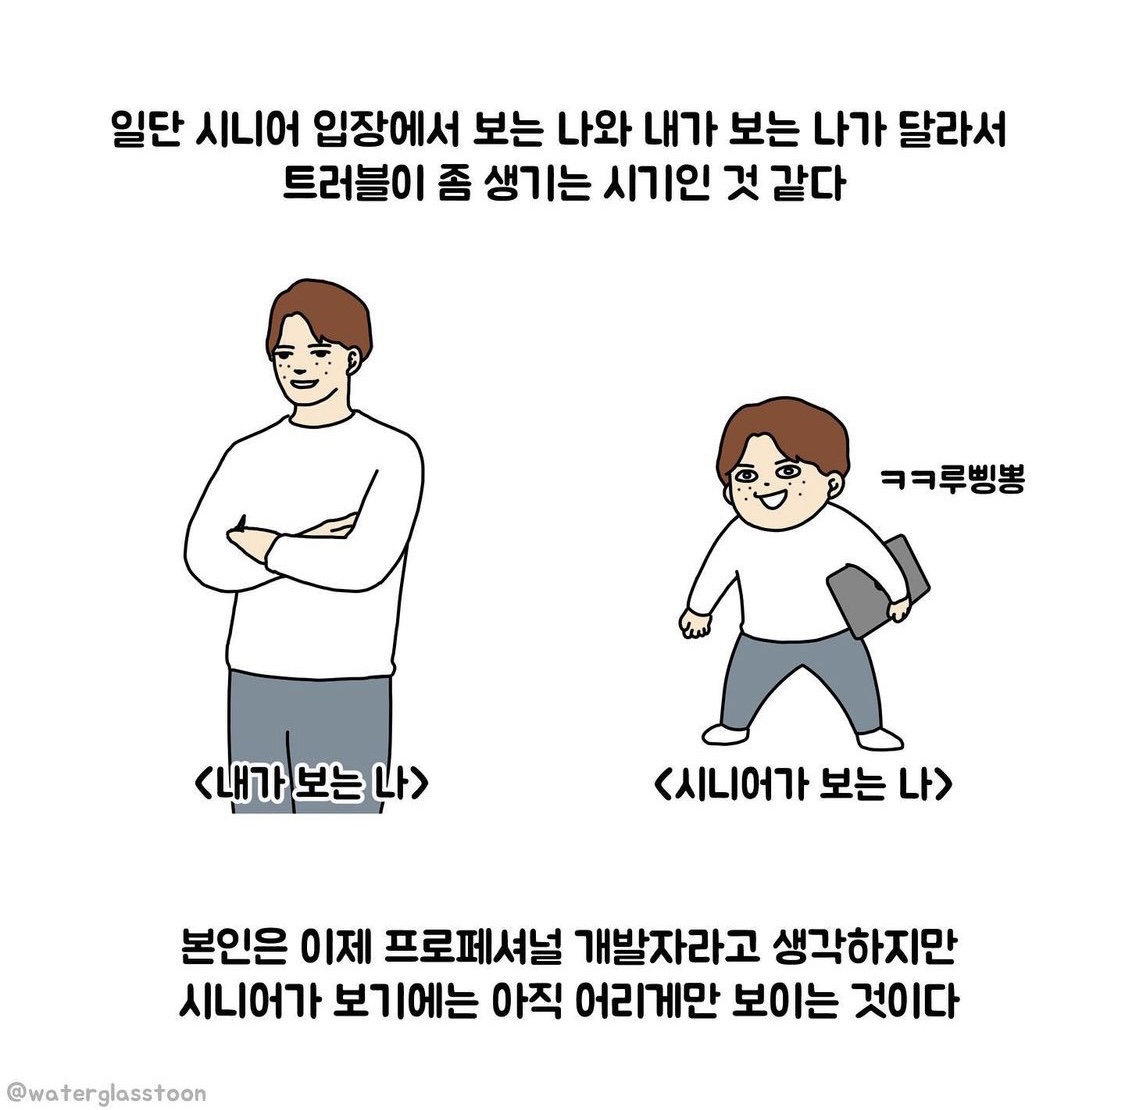 일단 시니어 입장에서 보는 나와 내가 보는 나가 달라서
트러블이 좀 생기는 시기인 것 같다
ㅋㅋ루삥뽕
<내가 보는 나>
<시니어가 보는 나>
본인은 이제 프로페셔널 개발자라고 생각하지만
시니어가 보기에는 아직 어리게만 보이는 것이다
@waterglasstoon